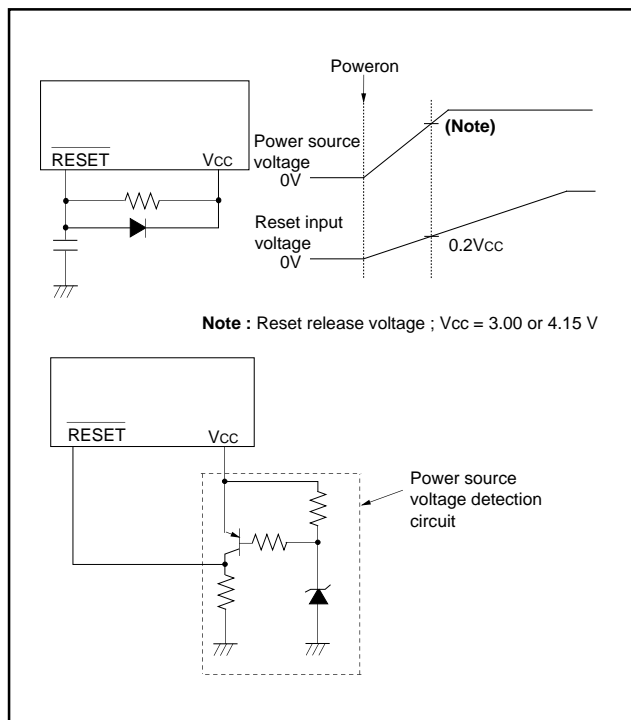 Poweron
RESET
Vcc
Power source
voltage
0V
(Note)
Reset input
voltage
0V
0.2Vcc
Note : Reset release voltage ; Vcc = 3.00 or 4.15 V
RESET
Vcc
Power source
voltage detection
circuit